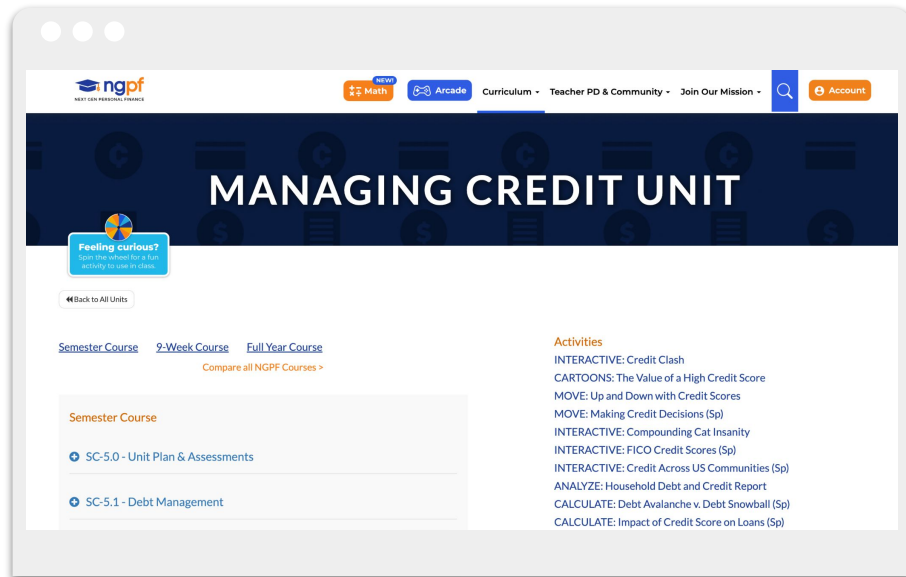 ngpf
NEXT GEN PERSONAL FINANCE
NEW!
Math
Arcade
Curriculum
Teacher PD & Community
Join Our Mission
Account
MANAGING CREDIT UNIT
Feeling curious?
Spin the wheel for a fun
activity to use in class.
Back to All Units
Semester Course 9-Week Course Full Year Course
Compare all NGPF Courses >
Semester Course
SC-5.0 - Unit Plan & Assessments
SC-5.1 - Debt Management
Activities
INTERACTIVE: Credit Clash
CARTOONS: The Value of a High Credit Score
MOVE: Up and Down with Credit Scores
MOVE: Making Credit Decisions (Sp)
INTERACTIVE: Compounding Cat Insanity
INTERACTIVE: FICO Credit Scores (Sp)
INTERACTIVE: Credit Across US Communities (Sp)
ANALYZE: Household Debt and Credit Report
CALCULATE: Debt Avalanche v. Debt Snowball (Sp)
CALCULATE: Impact of Credit Score on Loans (Sp)